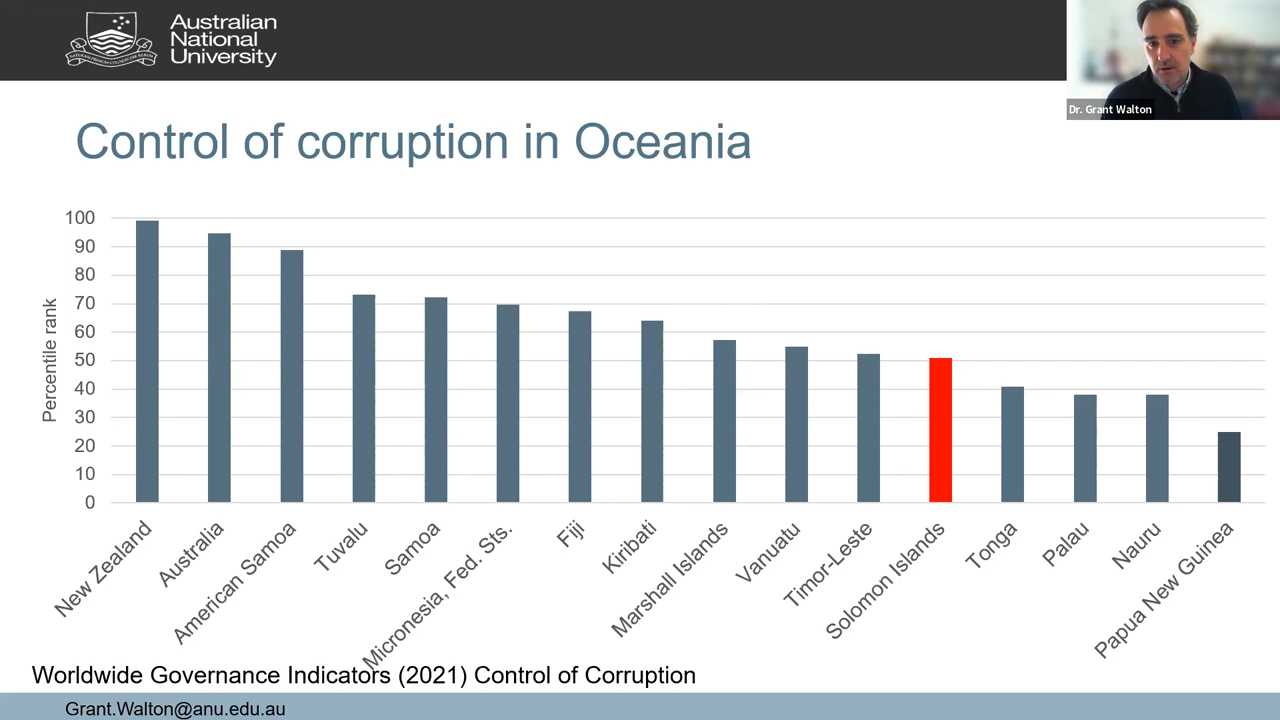 Australian
National
University
Dr. Grant Walton
Control of corruption in Oceania
Percentile rank
100
90
80
70
60
50
40
30
20
10
0
New Zealand
Australia
American Samoa
Tuvalu
Samoa
Micronesia, Fed. Sts.
Fiji
Kiribati
Marshall Islands
Vanuatu
Timor-Leste
Solomon Islands
Tonga
Palau
Nauru
Papua New Guinea
Worldwide Governance Indicators (2021) Control of Corruption
Grant.Walton@anu.edu.au